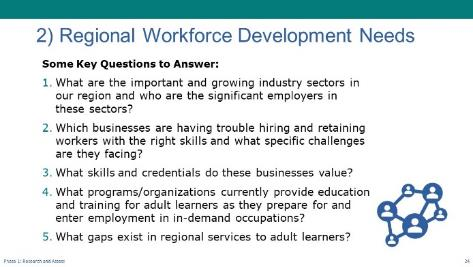 2) Regional Workforce Development Needs
Some Key Questions to Answer:
1. What are the important and growing industry sectors in
our region and who are the significant employers in
these sectors?
2. Which businesses are having trouble hiring and retaining
workers with the right skills and what specific challenges
are they facing?
3. What skills and credentials do these businesses value?
4. What programs/organizations currently provide education
and training for adult learners as they prepare for and
enter employment in in-demand occupations?
5. What gaps exist in regional services to adult learners?
Phase 1: Research and Assess